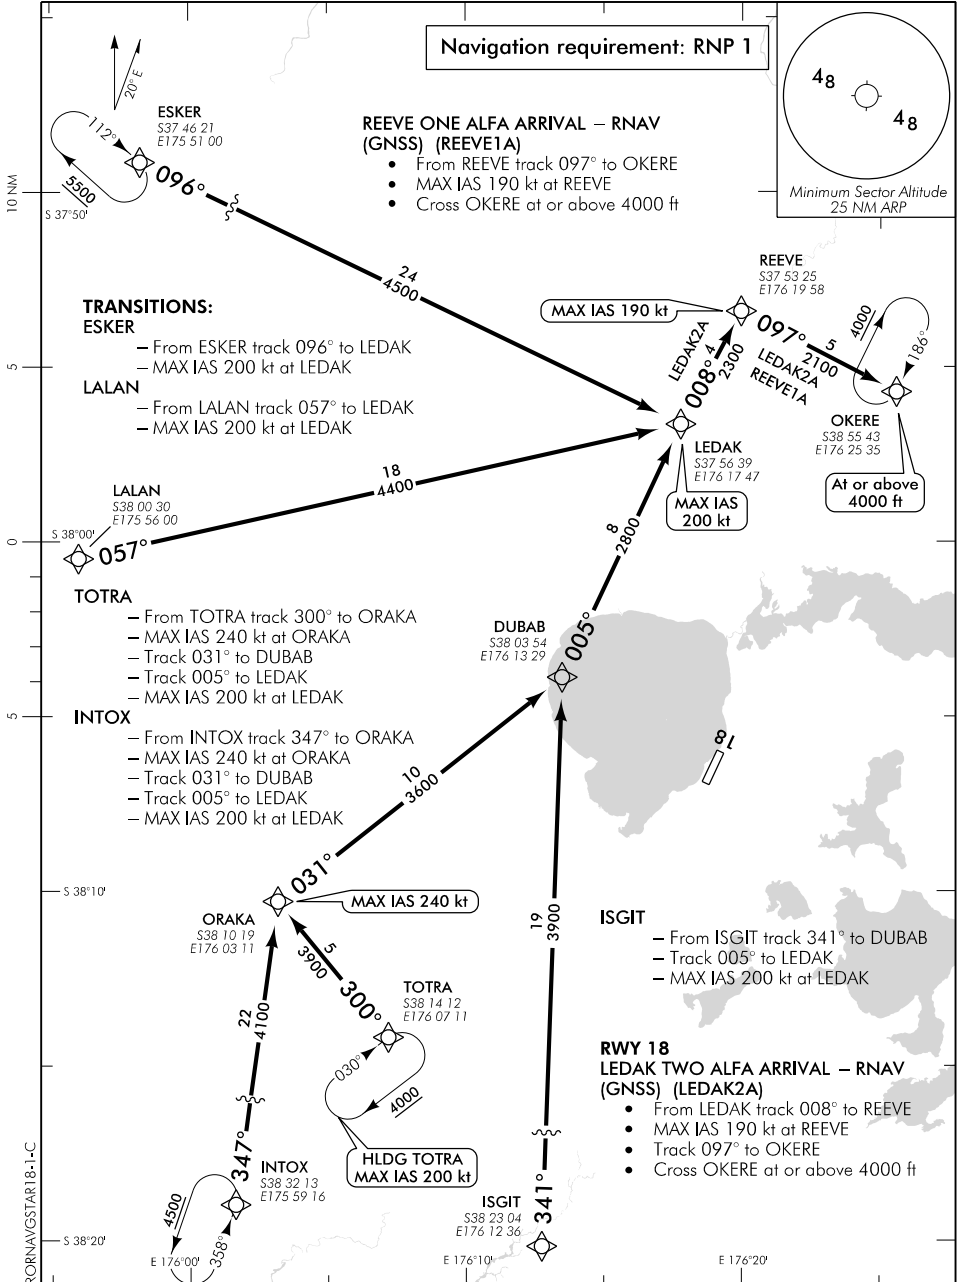 Navigation requirement: RNP 1
48
48
Minimum Sector Altitude
25 NM ARP
20° E
ESKER
S37 46 21
E175 51 00
112°
5500
096°
S 37°50'
10 NM
REEVE ONE ALFA ARRIVAL – RNAV
(GNSS) (REEVE1A)
• From REEVE track 097° to OKERE
• MAX IAS 190 kt at REEVE
• Cross OKERE at or above 4000 ft
24
4500
REEVE
S37 53 25
E176 19 58
MAX IAS 190 kt
097°
5
2100
LEDAK2A
REEVE1A
4000
186°
OKERE
S38 55 43
E176 25 35
At or above
4000 ft
LEDAK2A
008°
4
2300
LEDAK
S37 56 39
E176 17 47
MAX IAS
200 kt
TRANSITIONS:
ESKER
– From ESKER track 096° to LEDAK
– MAX IAS 200 kt at LEDAK
LALAN
– From LALAN track 057° to LEDAK
– MAX IAS 200 kt at LEDAK
5
18
4400
LALAN
S38 00 30
E175 56 00
S 38°00'
0
057°
8
2800
TOTRA
– From TOTRA track 300° to ORAKA
– MAX IAS 240 kt at ORAKA
– Track 031° to DUBAB
– Track 005° to LEDAK
– MAX IAS 200 kt at LEDAK
DUBAB
S38 03 54
E176 13 29
005°
5
INTOX
– From INTOX track 347° to ORAKA
– MAX IAS 240 kt at ORAKA
– Track 031° to DUBAB
– Track 005° to LEDAK
– MAX IAS 200 kt at LEDAK
18
10
3600
031°
S 38°10'
MAX IAS 240 kt
ORAKA
S38 10 19
E176 03 11
19
3900
ISGIT
– From ISGIT track 341° to DUBAB
– Track 005° to LEDAK
– MAX IAS 200 kt at LEDAK
5
3900
300°
TOTRA
S38 14 12
E176 07 11
22
4100
030°
4000
HLDG TOTRA
MAX IAS 200 kt
RWY 18
LEDAK TWO ALFA ARRIVAL – RNAV
(GNSS) (LEDAK2A)
• From LEDAK track 008° to REEVE
• MAX IAS 190 kt at REEVE
• Track 097° to OKERE
• Cross OKERE at or above 4000 ft
347°
INTOX
S38 32 13
E175 59 16
4500
358°
ISGIT
S38 23 04
E176 12 36
341°
S 38°20'
E 176°00'
E 176°10'
E 176°20'
RORNAVGSTAR18-1-C